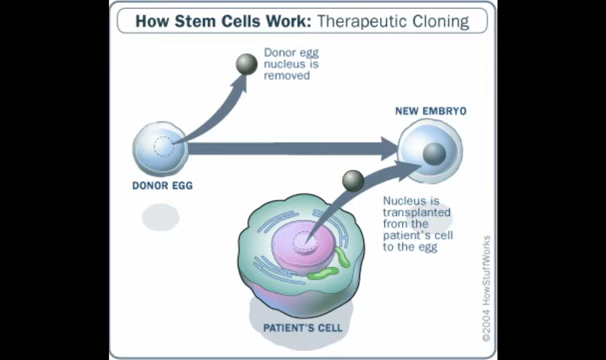 How Stem Cells Work: Therapeutic Cloning
Donor egg
nucleus is
removed
NEW EMBRYO
DONOR EGG
Nucleus is
transplanted
from the
patient's cell
to the egg
PATIENT'S CELL
©2004 HowStuffWorks